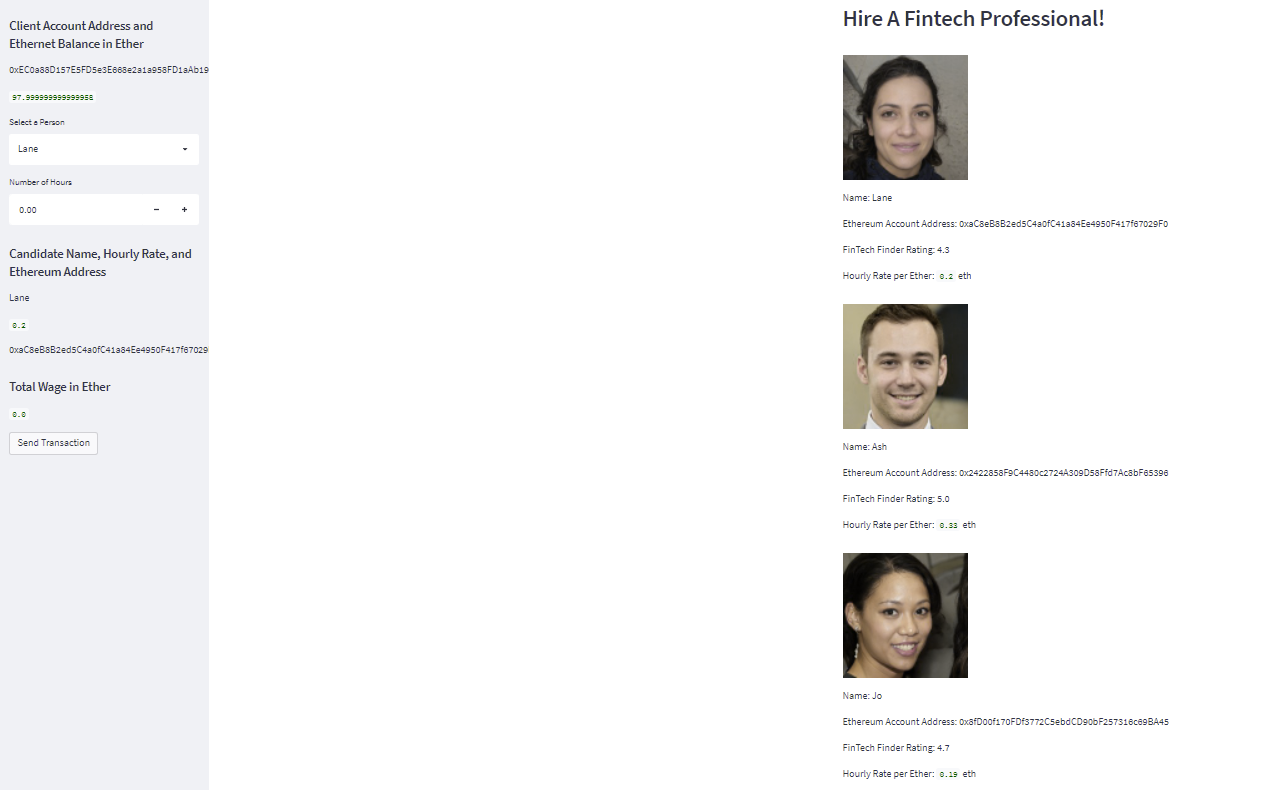 Client Account Address and
Ethernet Balance in Ether
0xEC0a88D157E5FD5e3E668e2a1a958FD1aAb19
97.999999999999958
Select a Person
Lane
Number of Hours
0.00
Candidate Name, Hourly Rate, and
Ethereum Address
Lane
0.2
0xaC8eB8B2ed5C4a0fC41a84Ee4950F417f67029
Total Wage in Ether
0.0
Send Transaction
Hire A Fintech Professional!
Name: Lane
Ethereum Account Address: 0xaC8eB8B2ed5C4a0fC41a84Ee4950F417f67029F0
FinTech Finder Rating: 4.3
Hourly Rate per Ether: 0.2 eth
Name: Ash
Ethereum Account Address: 0x2422858F9C4480c2724A309D58Ffd7Ac8bF65396
FinTech Finder Rating: 5.0
Hourly Rate per Ether: 0.33 eth
Name: Jo
Ethereum Account Address: 0x8fD00f170FDf3772C5ebdCD90bF257316c69BA45
FinTech Finder Rating: 4.7
Hourly Rate per Ether: 0.19 eth